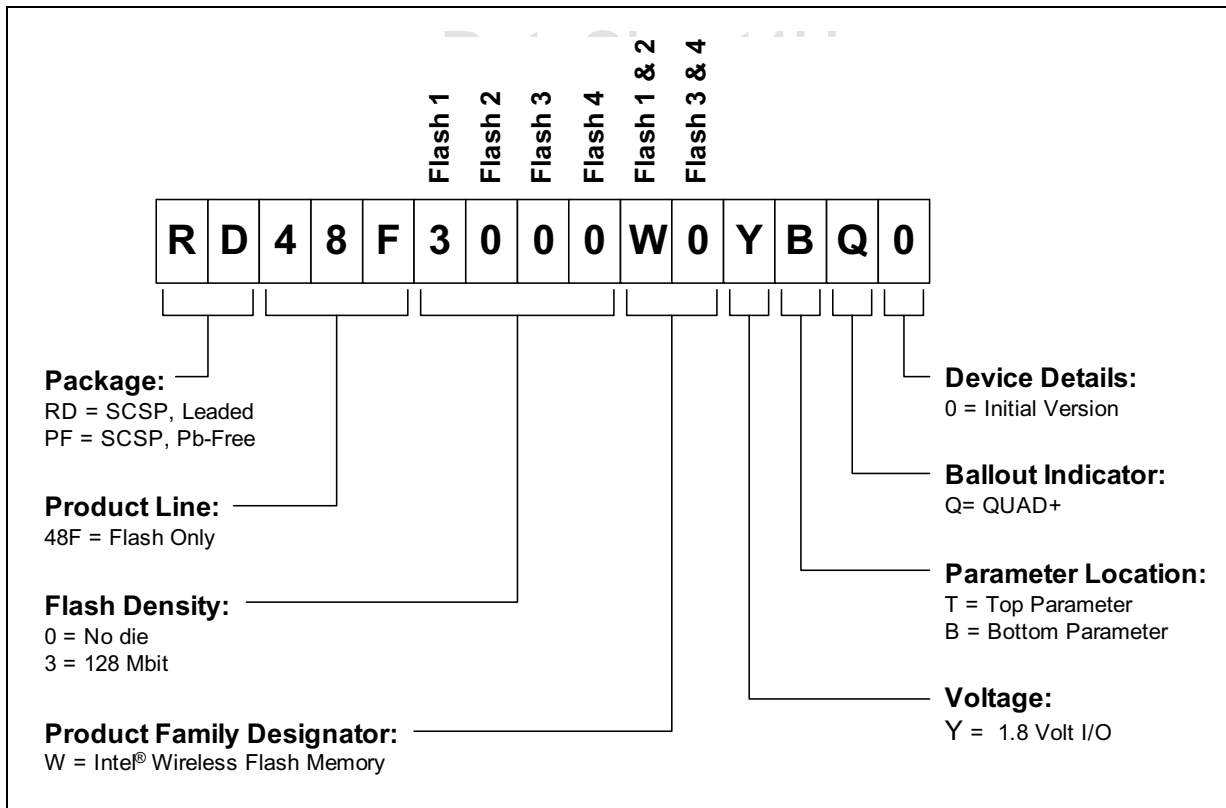 Flash 1
Flash 2
Flash 3
Flash 4
Flash 1 & 2
Flash 3 & 4
R D 4 8 F 3 0 0 0 W 0 Y B Q 0
Package:
RD = SCSP, Leaded
PF = SCSP, Pb-Free
Product Line:
48F = Flash Only
Flash Density:
0 = No die
3 = 128 Mbit
Product Family Designator:
W = Intel® Wireless Flash Memory
Device Details:
0 = Initial Version
Ballout Indicator:
Q= QUAD+
Parameter Location:
T = Top Parameter
B = Bottom Parameter
Voltage:
Y = 1.8 Volt I/O